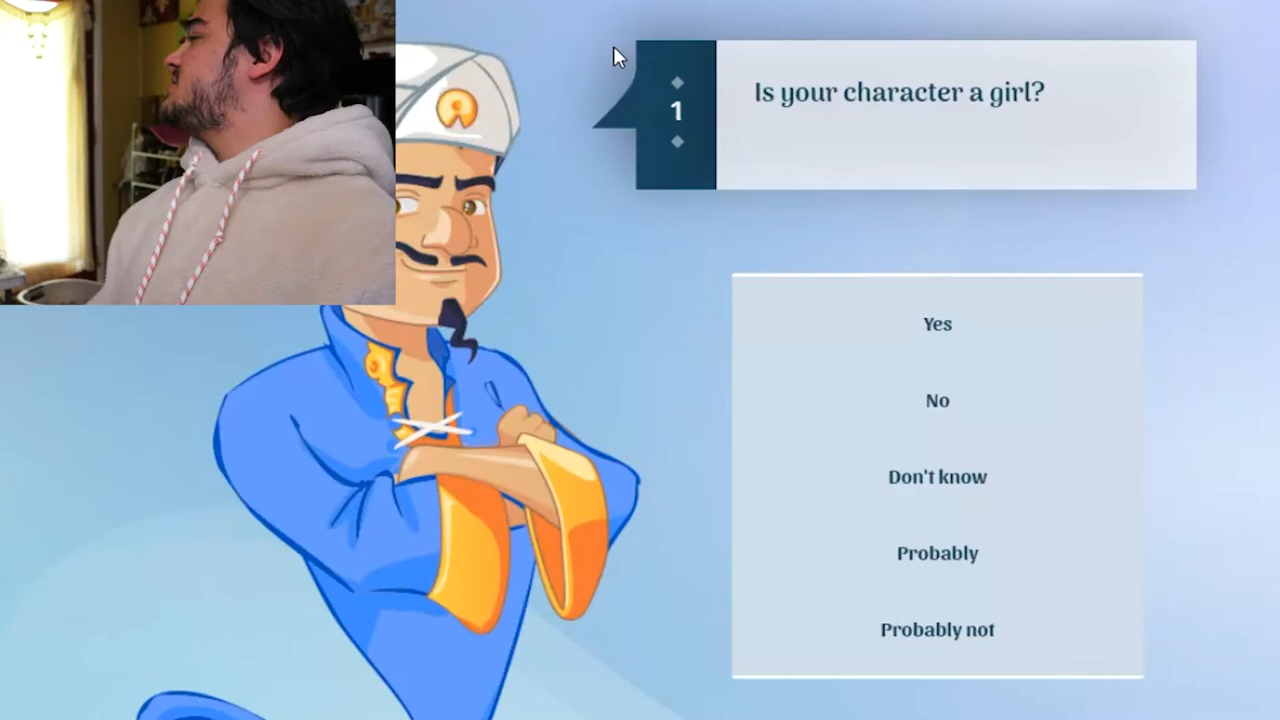 1
Is your character a girl?
Yes
No
Don't know
Probably
Probably not